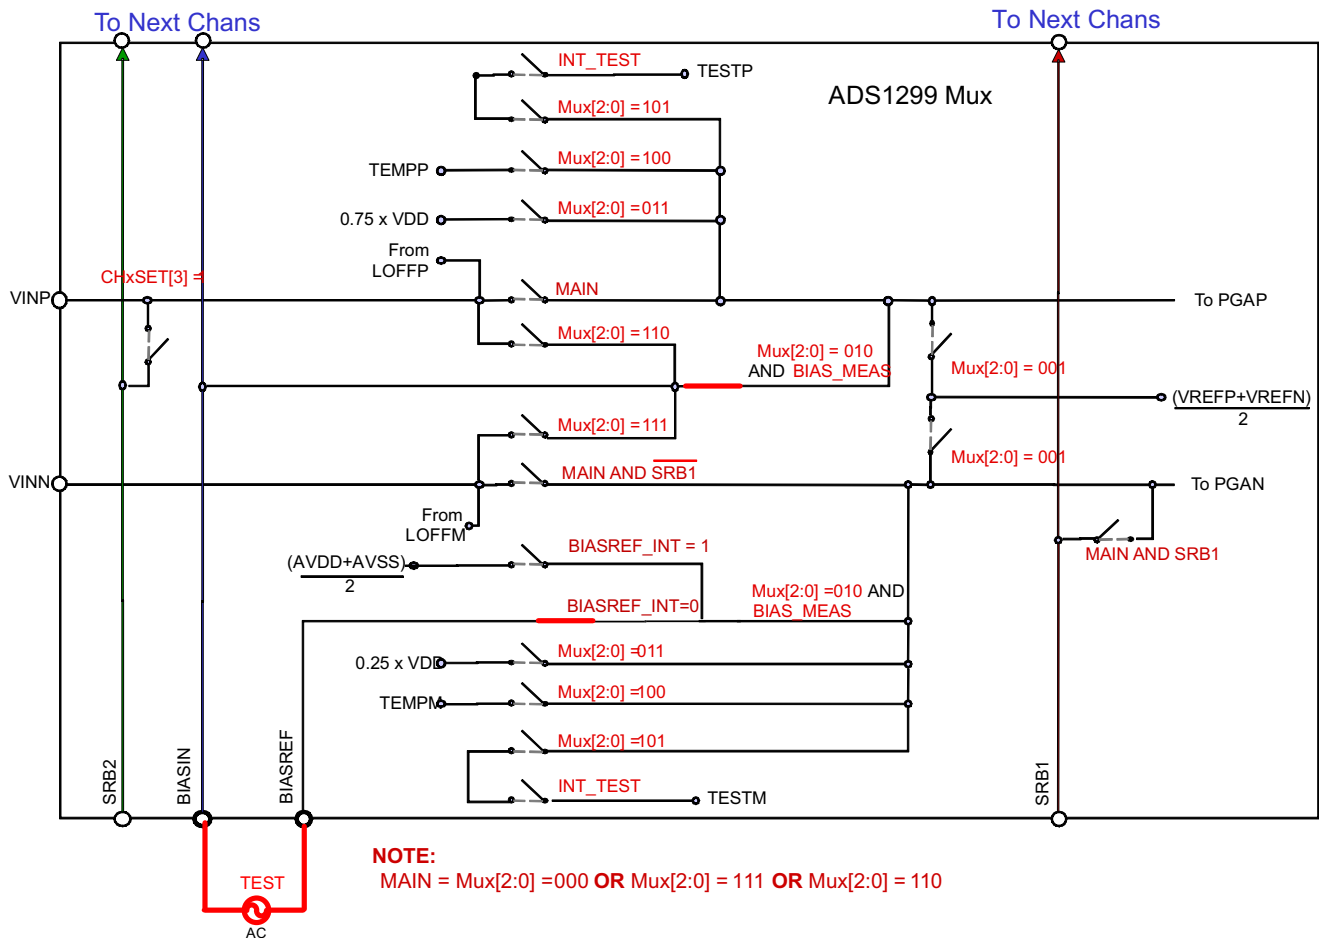 To Next Chans
To Next Chans
INT_TEST
TESTP
ADS1299 Mux
Mux[2:0] =101
TEMPP
Mux[2:0] =100
0.75 x VDD
Mux[2:0] =011
From
LOFFP
CHxSET[3] =
VINP
MAIN
To PGAP
Mux[2:0] =110
Mux[2:0] = 010
AND BIAS_MEAS
Mux[2:0] = 001
(VREFP+VREFN)
2
Mux[2:0] =111
Mux[2:0] = 001
VINN
MAIN AND SRB1
To PGAN
From
LOFFM
BIASREF_INT = 1
MAIN AND SRB1
(AVDD+AVSS)
2
BIASREF_INT=0
Mux[2:0] =010 AND
BIAS_MEAS
0.25 x VDD
Mux[2:0] =011
TEMPM
Mux[2:0] =100
Mux[2:0] =101
INT_TEST
TESTM
SRB2
BIASIN
BIASREF
SRB1
NOTE:
MAIN = Mux[2:0] =000 OR Mux[2:0] = 111 OR Mux[2:0] = 110
TEST
AC